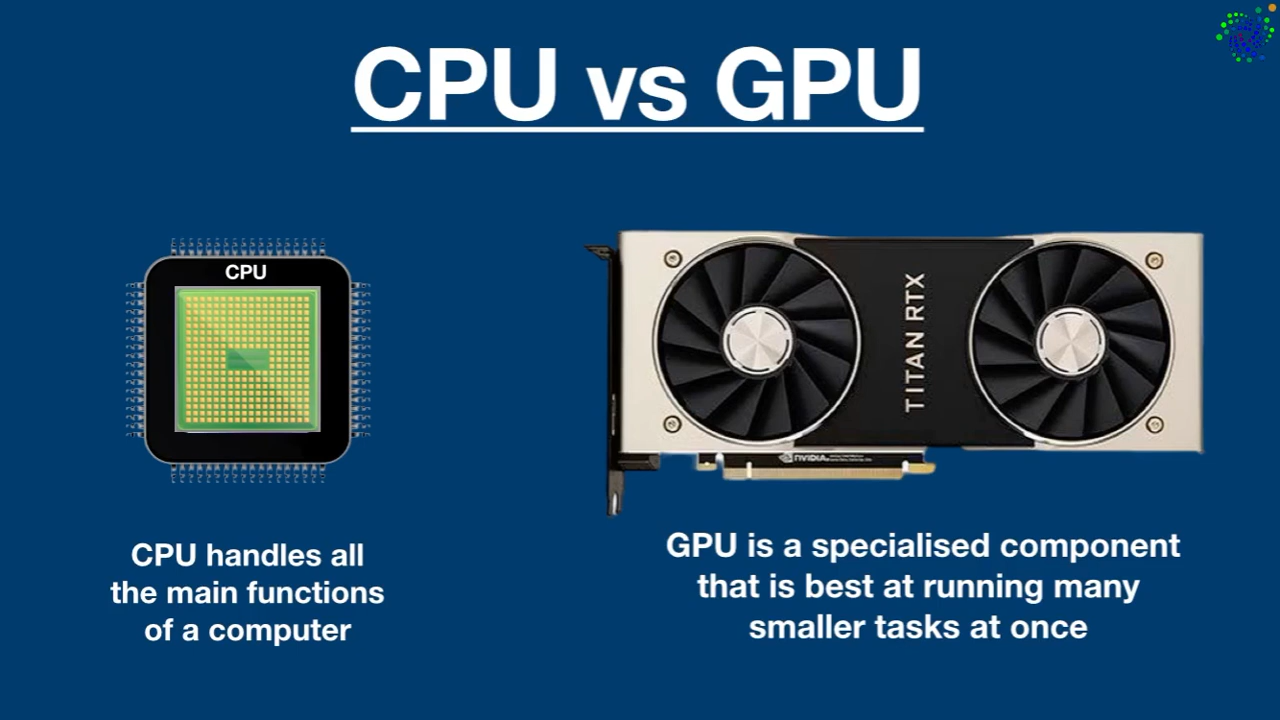 CPU vs GPU
CPU
TITAN RTX
NVIDIA
CPU handles all
the main functions
of a computer
GPU is a specialised component
that is best at running many
smaller tasks at once